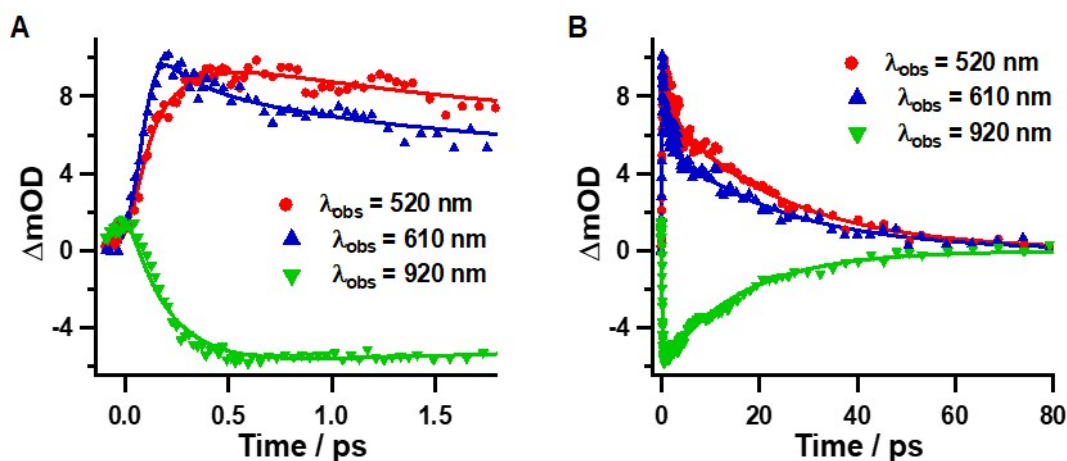 A
ΔmOD
8
4
0
-4
λobs = 520 nm
λobs = 610 nm
λobs = 920 nm
0.0 0.5 1.0 1.5
Time / ps
B
ΔmOD
8
4
0
-4
λobs = 520 nm
λobs = 610 nm
λobs = 920 nm
0 20 40 60 80
Time / ps